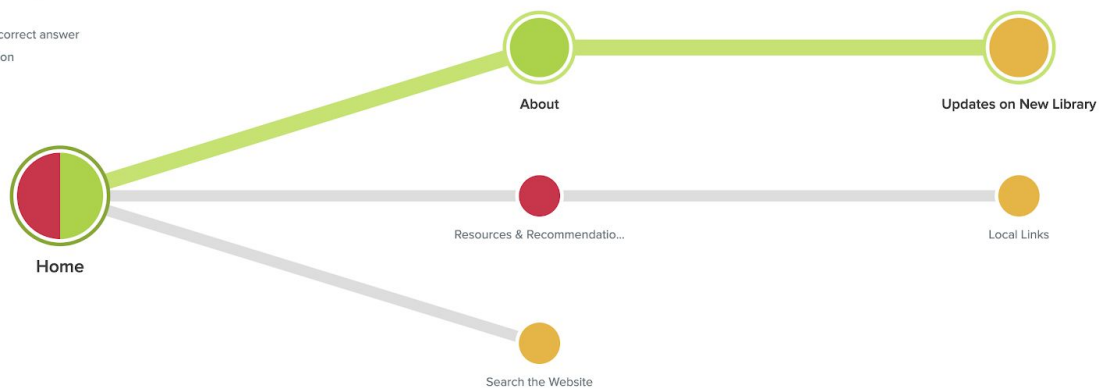 correct answer
on
About
Updates on New Library
Resources & Recommendatio...
Local Links
Home
Search the Website